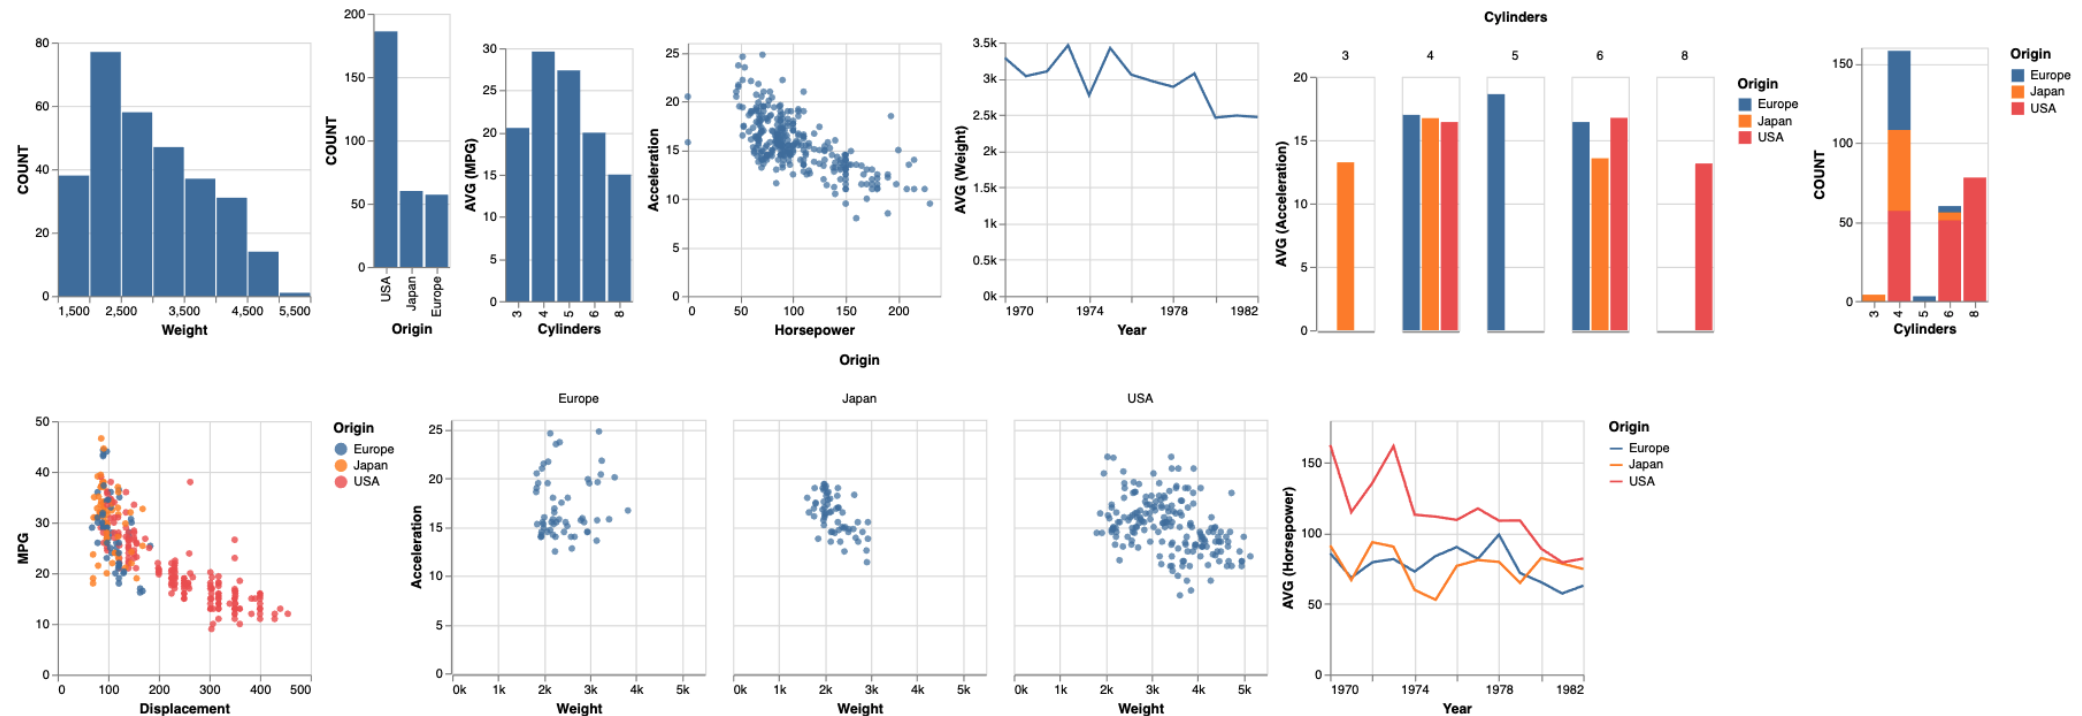 80
60
40
20
0
COUNT
1,500 2,500 3,500 4,500 5,500
Weight
200
150
100
50
0
COUNT
USA Japan Europe
Origin
30
25
20
15
10
5
0
AVG (MPG)
3 4 5 6 8
Cylinders
25
20
15
10
5
0
Acceleration
0 50 100 150 200
Horsepower
3.5k
3k
2.5k
2k
1.5k
1k
0.5k
0k
AVG (Weight)
1970 1974 1978 1982
Year
Cylinders
3 4 5 6 8
20
15
10
5
0
AVG (Acceleration)
Origin
Europe
Japan
USA
150
100
50
0
COUNT
3 4 5 6 8
Cylinders
Origin
Europe
Japan
USA
50
40
30
20
10
0
MPG
0 100 200 300 400 500
Displacement
Origin
Europe
Japan
USA
Origin
Europe Japan USA
25
20
15
10
5
0
Acceleration
0k 1k 2k 3k 4k 5k
Weight
0k 1k 2k 3k 4k 5k
Weight
0k 1k 2k 3k 4k 5k
Weight
150
100
50
0
AVG (Horsepower)
1970 1974 1978 1982
Year
Origin
Europe
Japan
USA